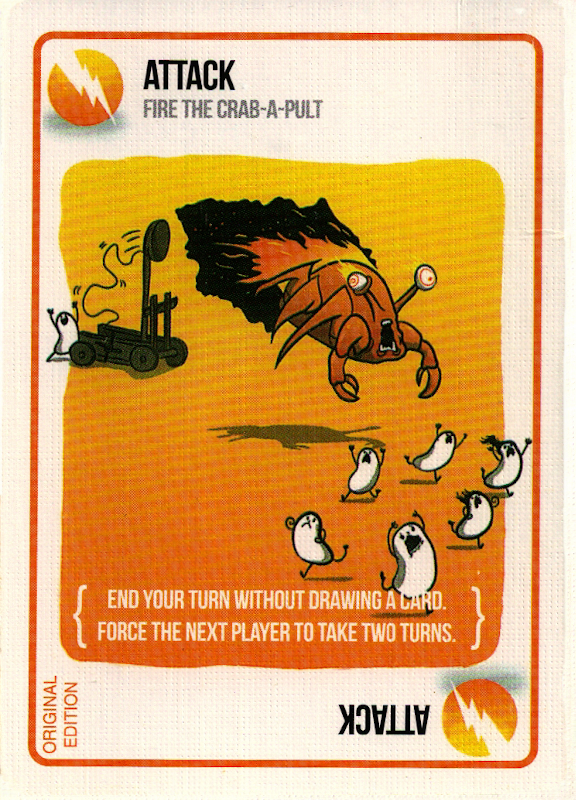 ATTACK
FIRE THE CRAB-A-PULT
END YOUR TURN WITHOUT DRAWING A CARD.
FORCE THE NEXT PLAYER TO TAKE TWO TURNS.
ORIGINAL
EDITION
ATTACK